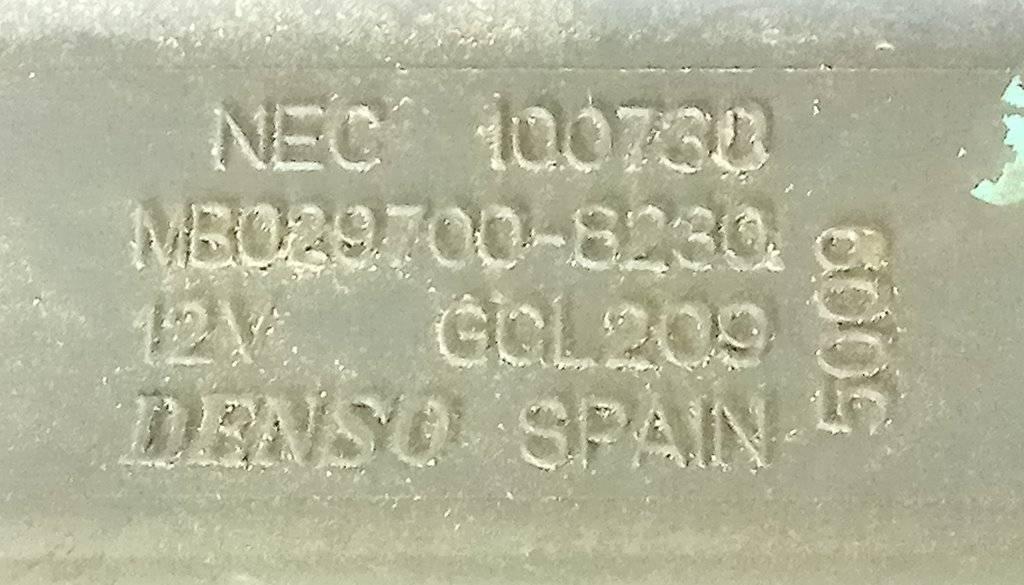 NEC 100730
MB029700-8230
12V GCL209
DENSO SPAIN
5009